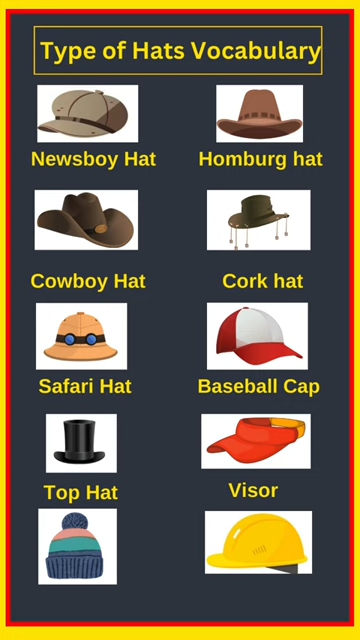 Type of Hats Vocabulary
Newsboy Hat
Homburg hat
Cowboy Hat
Cork hat
Safari Hat
Baseball Cap
Top Hat
Visor